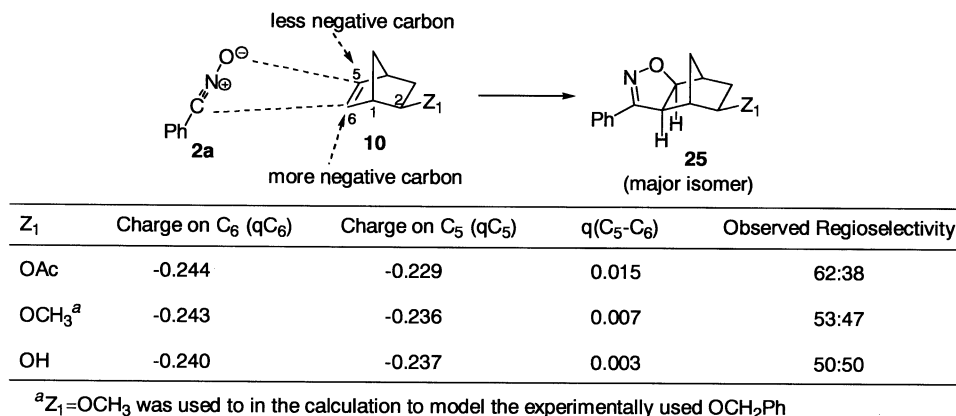 less negative carbon
O⊖
N⊕
C
Ph
2a
5
6
1
2
Z1
10
more negative carbon
N
O
Ph
H
H
Z1
25
(major isomer)
Z1 Charge on C6 (qC6) Charge on C5 (qC5) q(C5-C6) Observed Regioselectivity
OAc -0.244 -0.229 0.015 62:38
OCH3a -0.243 -0.236 0.007 53:47
OH -0.240 -0.237 0.003 50:50
aZ1=OCH3 was used to in the calculation to model the experimentally used OCH2Ph